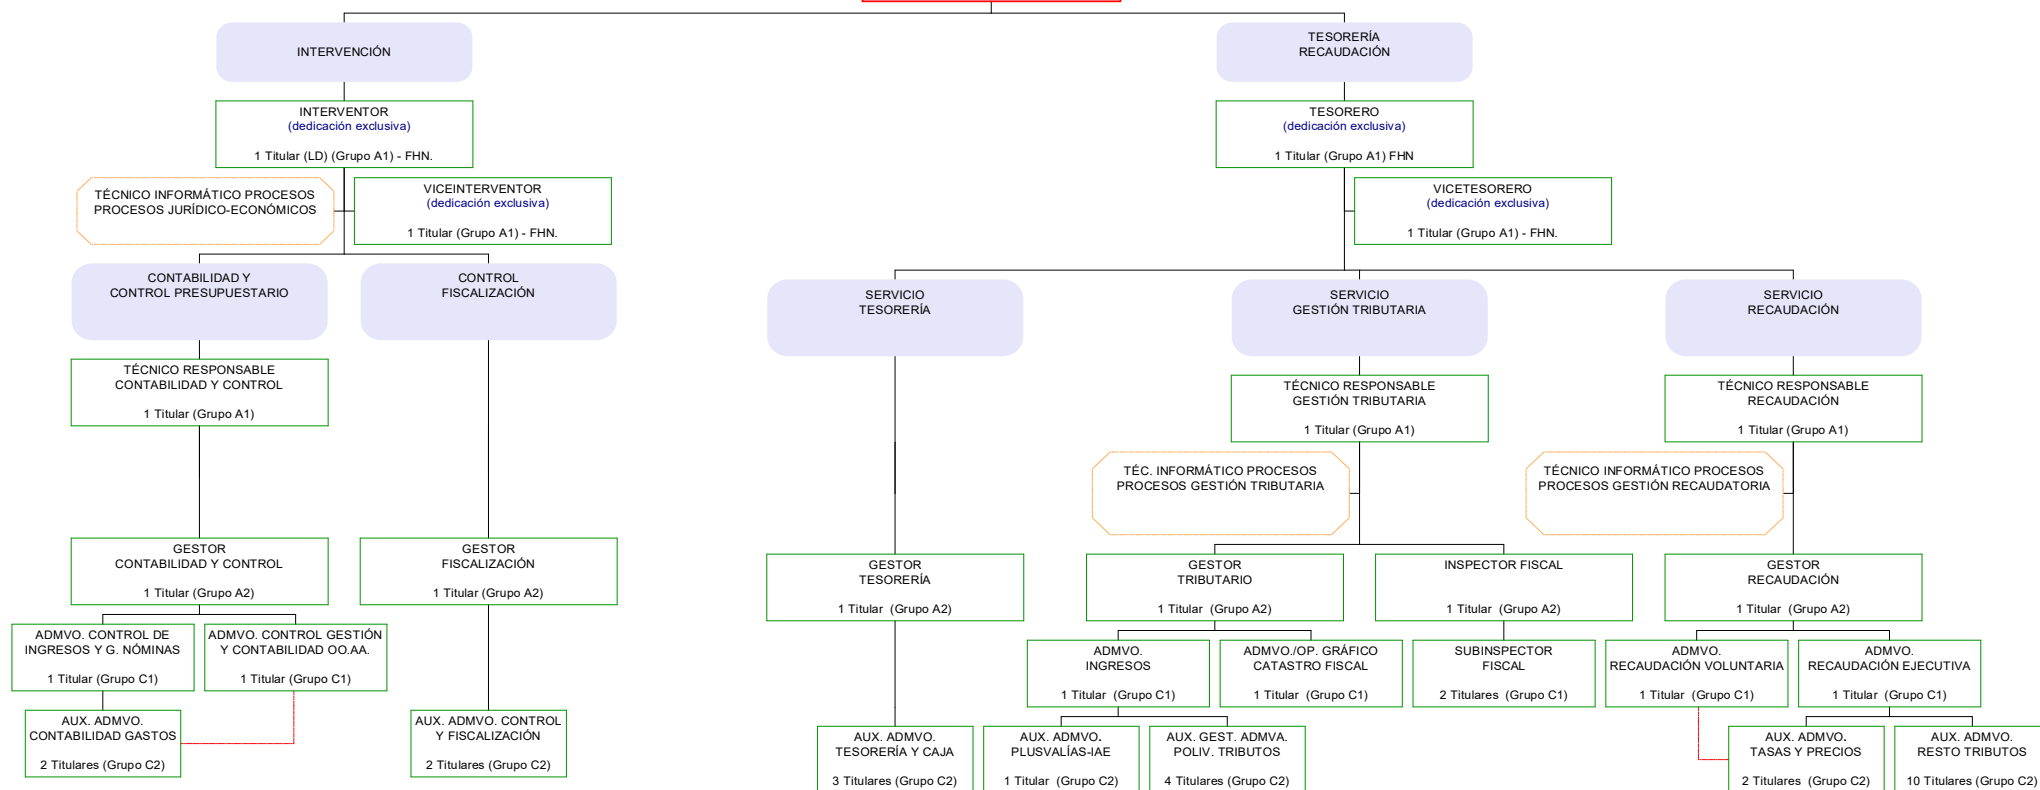 INTERVENCIÓN
TESORERÍA
RECAUDACIÓN
INTERVENTOR
(dedicación exclusiva)
1 Titular (LD) (Grupo A1) - FHN.
TESORERO
(dedicación exclusiva)
1 Titular (Grupo A1) FHN
TÉCNICO INFORMÁTICO PROCESOS
PROCESOS JURÍDICO-ECONÓMICOS
VICEINTERVENTOR
(dedicación exclusiva)
1 Titular (Grupo A1) - FHN.
VICETESORERO
(dedicación exclusiva)
1 Titular (Grupo A1) - FHN.
CONTABILIDAD Y
CONTROL PRESUPUESTARIO
CONTROL
FISCALIZACIÓN
SERVICIO
TESORERÍA
SERVICIO
GESTIÓN TRIBUTARIA
SERVICIO
RECAUDACIÓN
TÉCNICO RESPONSABLE
CONTABILIDAD Y CONTROL
1 Titular (Grupo A1)
TÉCNICO RESPONSABLE
GESTIÓN TRIBUTARIA
1 Titular (Grupo A1)
TÉCNICO RESPONSABLE
RECAUDACIÓN
1 Titular (Grupo A1)
TÉC. INFORMÁTICO PROCESOS
PROCESOS GESTIÓN TRIBUTARIA
TÉCNICO INFORMÁTICO PROCESOS
PROCESOS GESTIÓN RECAUDATORIA
GESTOR
CONTABILIDAD Y CONTROL
1 Titular (Grupo A2)
GESTOR
FISCALIZACIÓN
1 Titular (Grupo A2)
GESTOR
TESORERÍA
1 Titular (Grupo A2)
GESTOR
TRIBUTARIO
1 Titular (Grupo A2)
INSPECTOR FISCAL
1 Titular (Grupo A2)
GESTOR
RECAUDACIÓN
1 Titular (Grupo A2)
ADMVO. CONTROL DE
INGRESOS Y G. NÓMINAS
1 Titular (Grupo C1)
ADMVO. CONTROL GESTIÓN
Y CONTABILIDAD OO.AA.
1 Titular (Grupo C1)
ADMVO.
INGRESOS
1 Titular (Grupo C1)
ADMVO./OP. GRÁFICO
CATASTRO FISCAL
1 Titular (Grupo C1)
SUBINSPECTOR
FISCAL
2 Titulares (Grupo C1)
ADMVO.
RECAUDACIÓN VOLUNTARIA
1 Titular (Grupo C1)
ADMVO.
RECAUDACIÓN EJECUTIVA
1 Titular (Grupo C1)
AUX. ADMVO.
CONTABILIDAD GASTOS
2 Titulares (Grupo C2)
AUX. ADMVO. CONTROL
Y FISCALIZACIÓN
2 Titulares (Grupo C2)
AUX. ADMVO.
TESORERÍA Y CAJA
3 Titulares (Grupo C2)
AUX. ADMVO.
PLUSVALÍAS-IAE
1 Titular (Grupo C2)
AUX. GEST. ADMVA.
POLIV. TRIBUTOS
4 Titulares (Grupo C2)
AUX. ADMVO.
TASAS Y PRECIOS
2 Titulares (Grupo C2)
AUX. ADMVO.
RESTO TRIBUTOS
10 Titulares (Grupo C2)